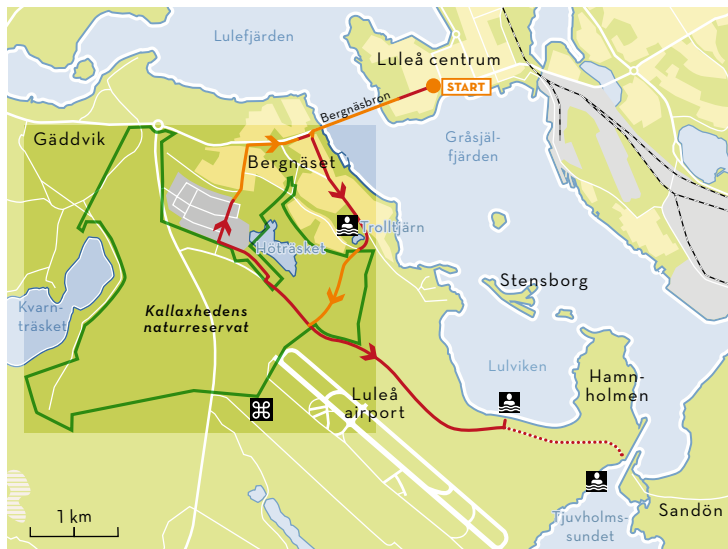 Lulefjärden
Luleå centrum
START
Bergnäsbron
Gäddvik
Gråsjäl-
fjärden
Bergnäset
Trolltjärn
Höträsket
Stensborg
Kvarn-
träsket
Kallaxhedens
naturreservat
Lulviken
Hamn-
holmen
Luleå
airport
1 km
Sandön
Tjuvholms-
sundet